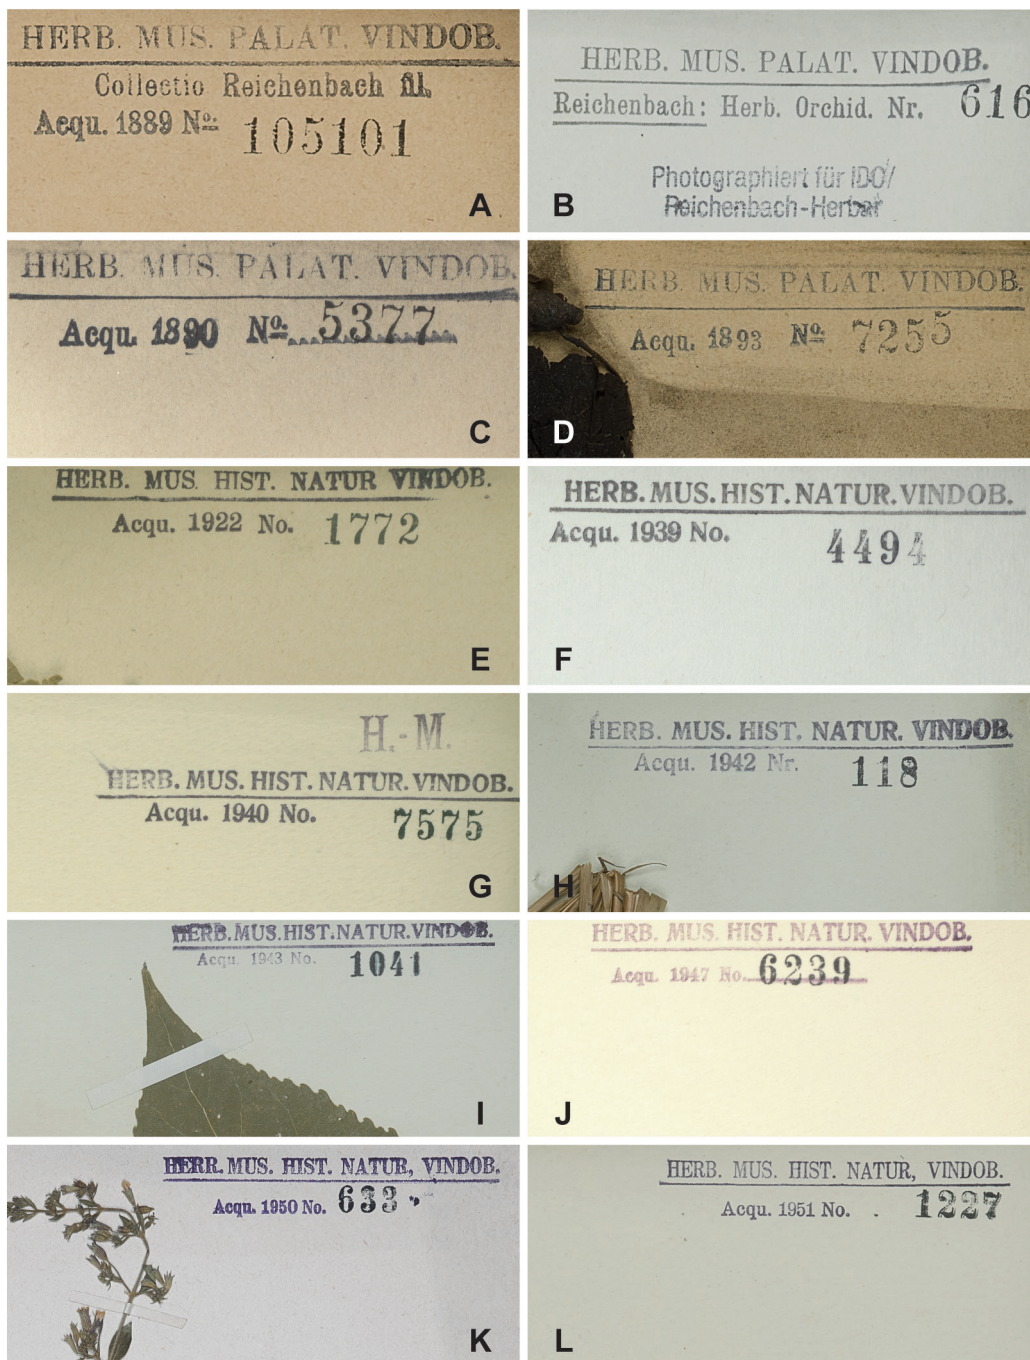 HERB. MUS. PALAT. VINDOB.
Collectio Reichenbach fil.
Acqu. 1889 No: 105101
A
HERB. MUS. PALAT. VINDOB.
Reichenbach: Herb. Orchid. Nr. 616
Photographiert für IDO/
Reichenbach-Herbar
B
HERB. MUS. PALAT. VINDOB.
Acqu. 1890 No: 5377
C
HERB. MUS. PALAT. VINDOB.
Acqu. 1893 No: 7255
D
HERB. MUS. HIST. NATUR VINDOB.
Acqu. 1922 No. 1772
E
HERB. MUS. HIST. NATUR. VINDOB.
Acqu. 1939 No. 4494
F
H.-M.
HERB. MUS. HIST. NATUR. VINDOB.
Acqu. 1940 No. 7575
G
HERB. MUS. HIST. NATUR. VINDOB.
Acqu. 1942 Nr. 118
H
HERB. MUS. HIST. NATUR. VINDOB.
Acqu. 1943 No. 1041
I
HERB. MUS. HIST. NATUR. VINDOB.
Acqu. 1947 No. 6239
J
HERB. MUS. HIST. NATUR, VINDOB.
Acqu. 1950 No. 633
K
HERB. MUS. HIST. NATUR, VINDOB.
Acqu. 1951 No. 1227
L